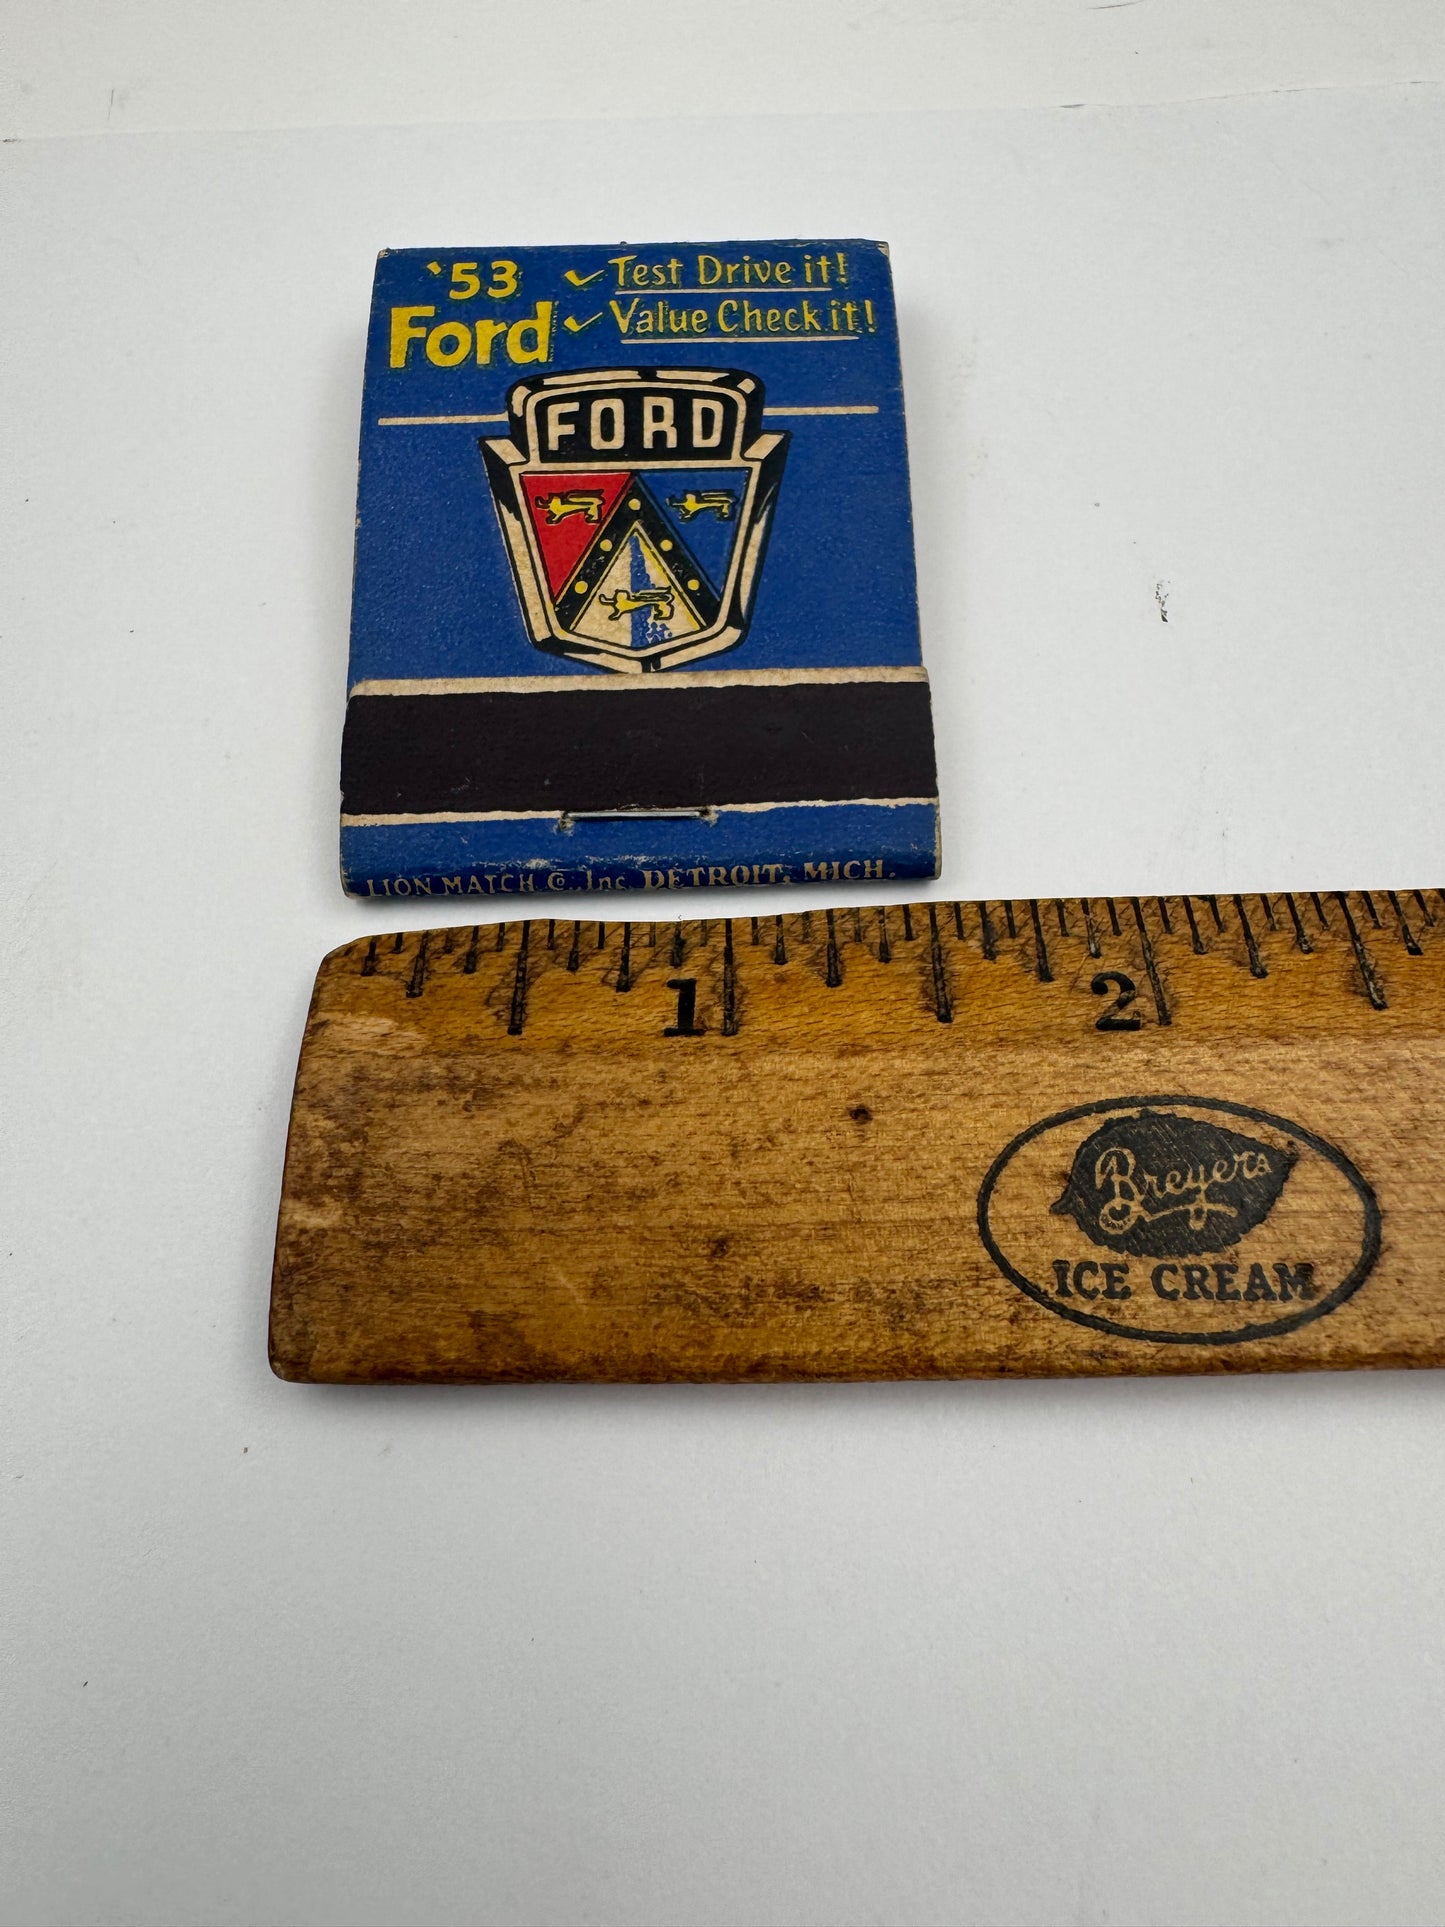 '53
Ford
✓ Test Drive it!
✓ Value Check it!
FORD
LION MATCH Co., Inc. DETROIT, MICH.
1 2
Breyers
ICE CREAM